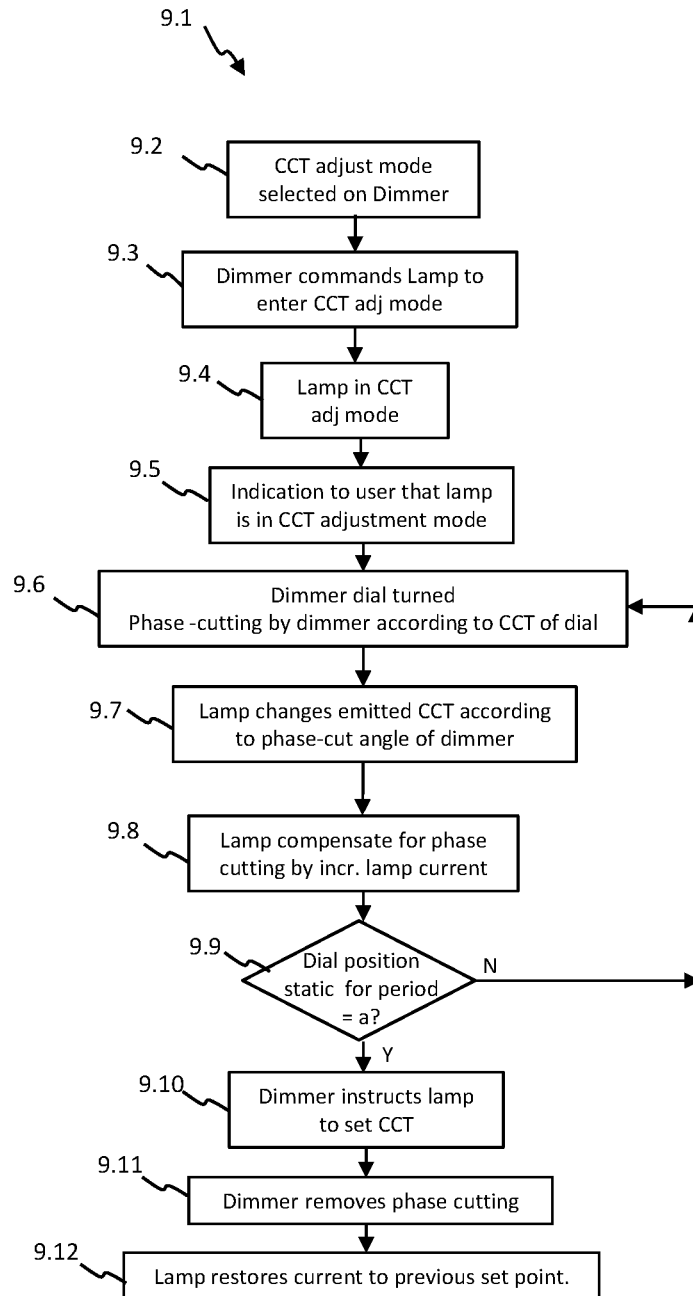 9.1
9.2
CCT adjust mode
selected on Dimmer
9.3
Dimmer commands Lamp to
enter CCT adj mode
9.4
Lamp in CCT
adj mode
9.5
Indication to user that lamp
is in CCT adjustment mode
9.6
Dimmer dial turned
Phase -cutting by dimmer according to CCT of dial
9.7
Lamp changes emitted CCT according
to phase-cut angle of dimmer
9.8
Lamp compensate for phase
cutting by incr. lamp current
9.9
Dial position
static for period
= a?
N
Y
9.10
Dimmer instructs lamp
to set CCT
9.11
Dimmer removes phase cutting
9.12
Lamp restores current to previous set point.